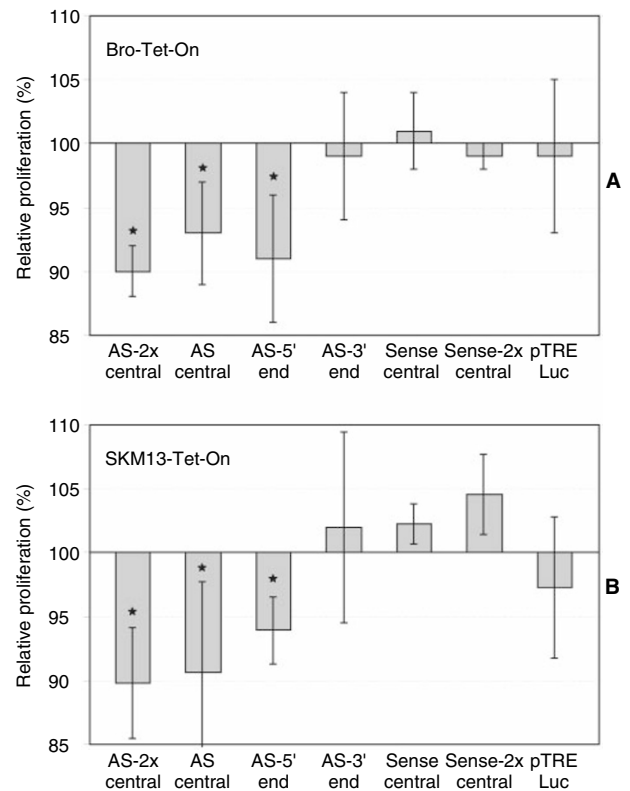 110
105
100
95
90
85
Relative proliferation (%)
Bro-Tet-On
★
★
★
A
AS-2x central
AS central
AS-5' end
AS-3' end
Sense central
Sense-2x central
pTRE Luc
110
105
100
95
90
85
Relative proliferation (%)
SKM13-Tet-On
★
★
★
B
AS-2x central
AS central
AS-5' end
AS-3' end
Sense central
Sense-2x central
pTRE Luc